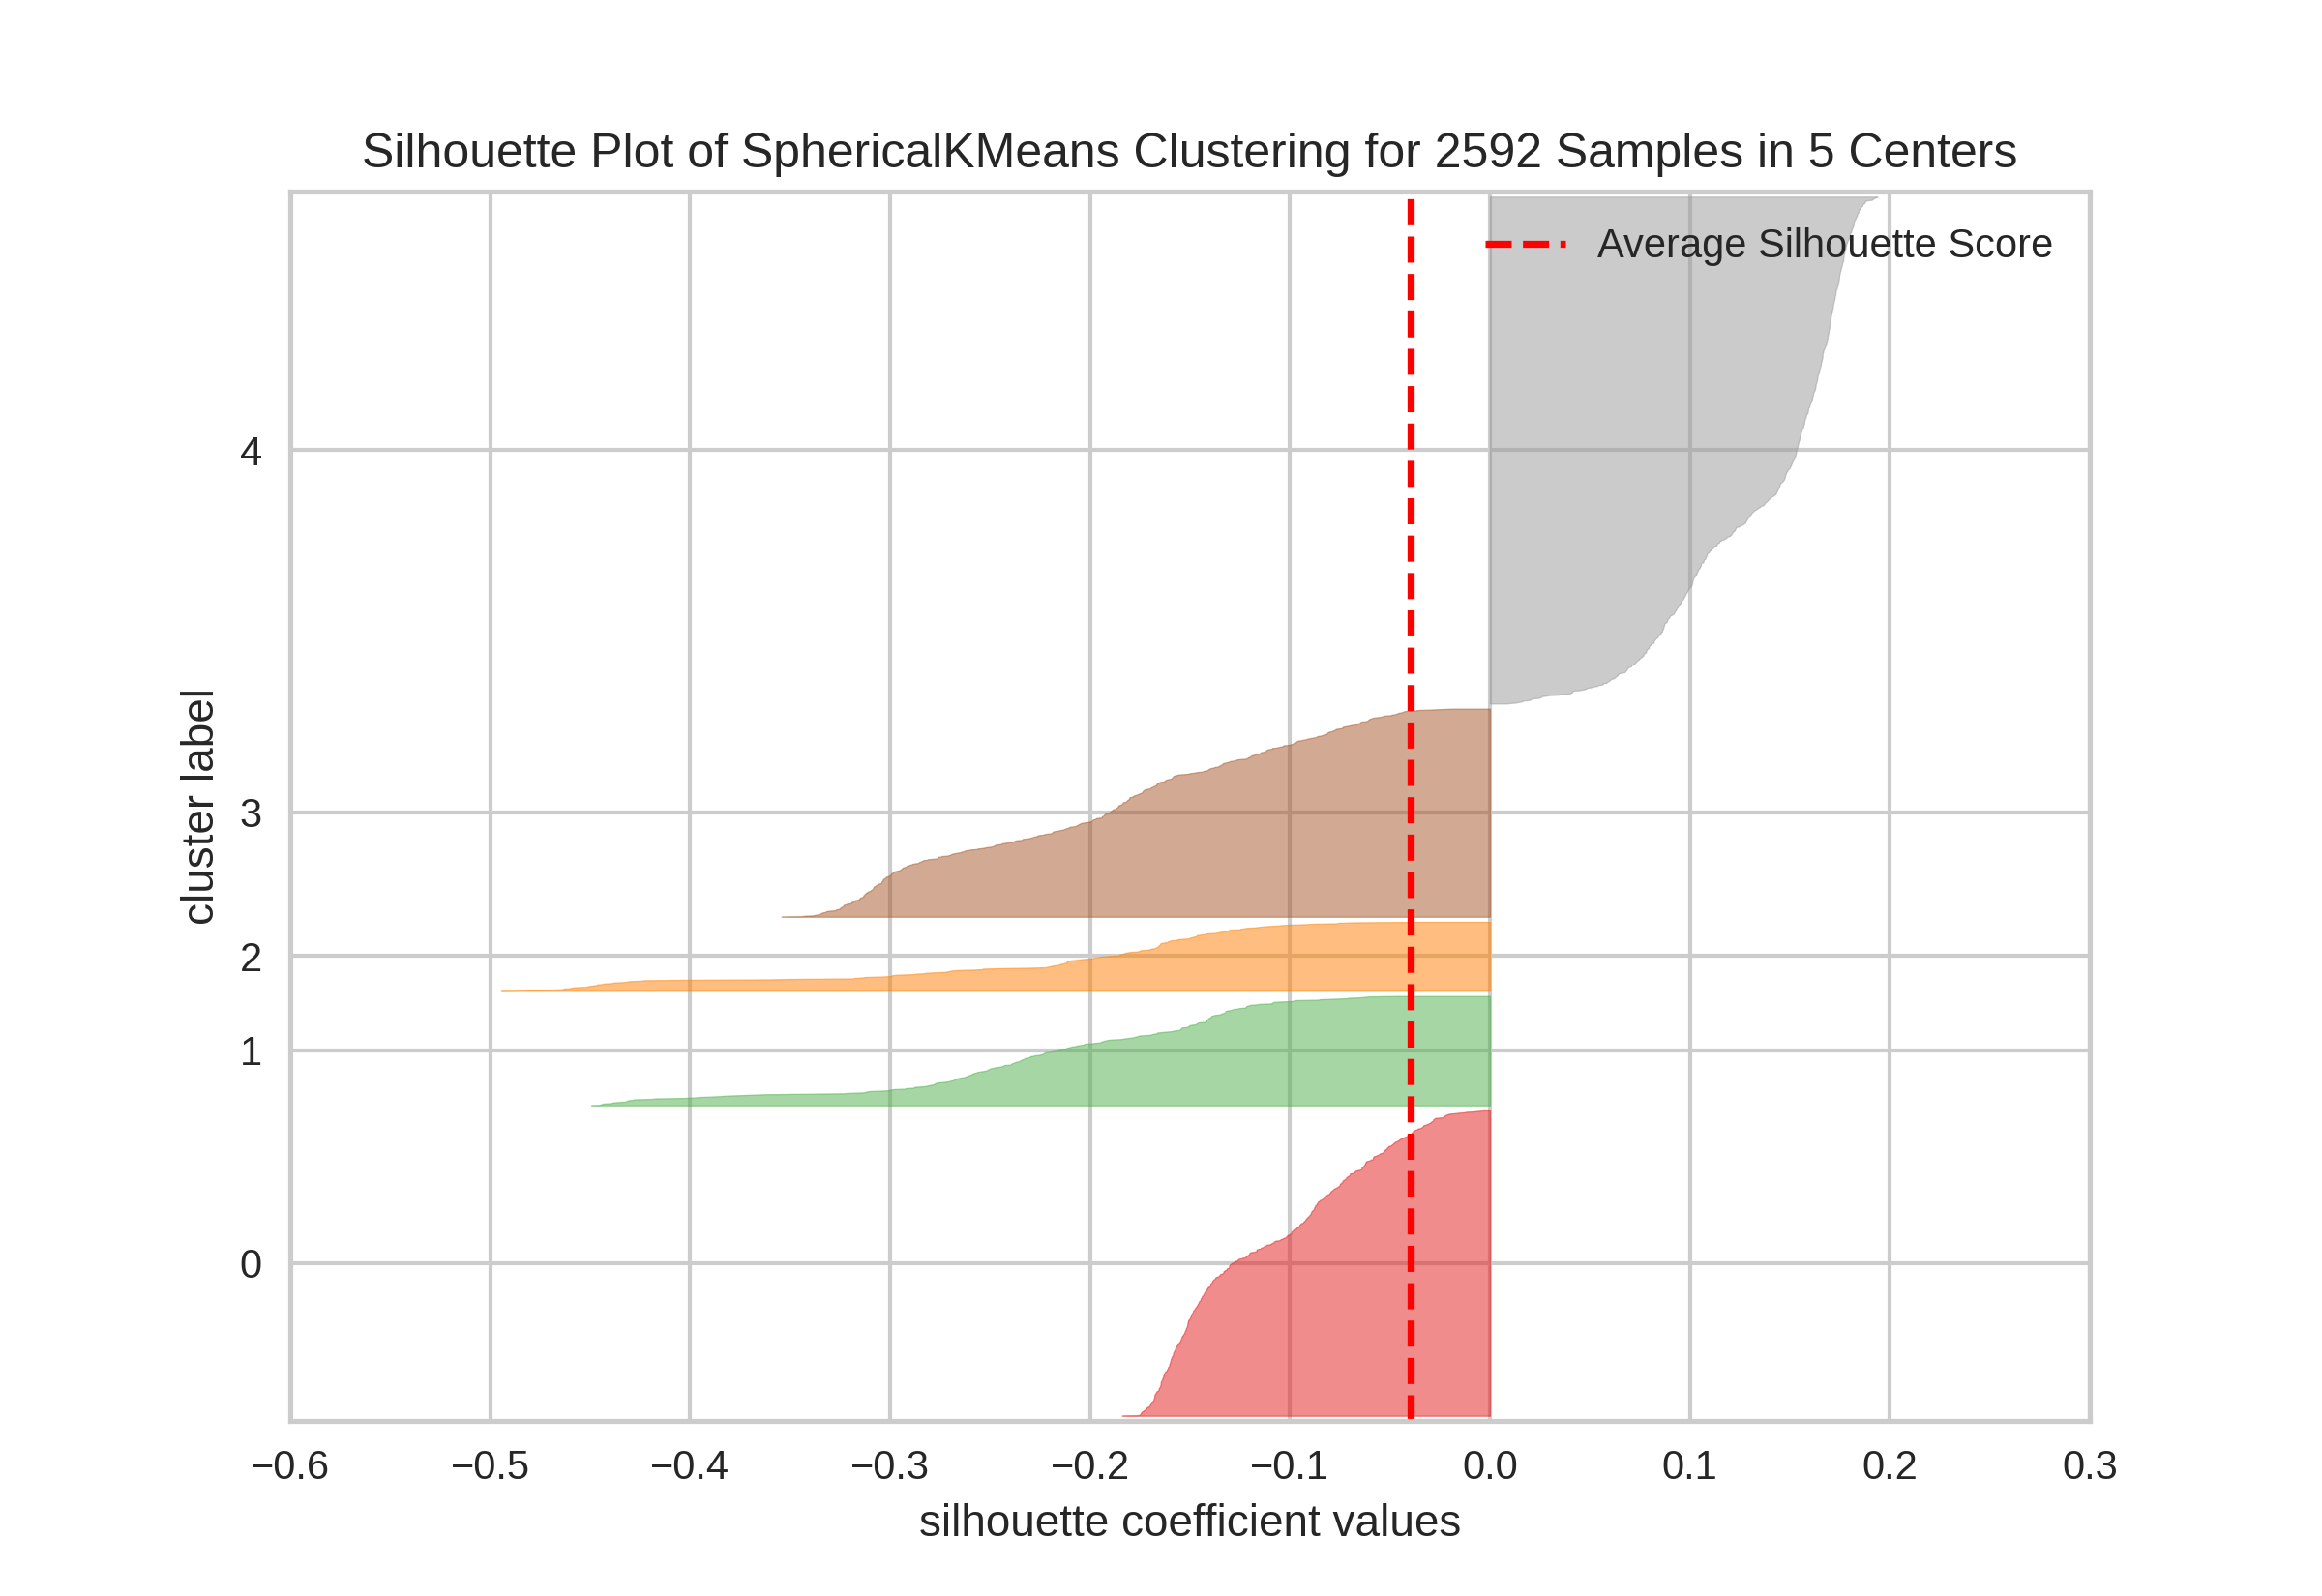 Silhouette Plot of SphericalKMeans Clustering for 2592 Samples in 5 Centers
Average Silhouette Score
4
3
2
1
0
cluster label
−0.6 −0.5 −0.4 −0.3 −0.2 −0.1 0.0 0.1 0.2 0.3
silhouette coefficient values